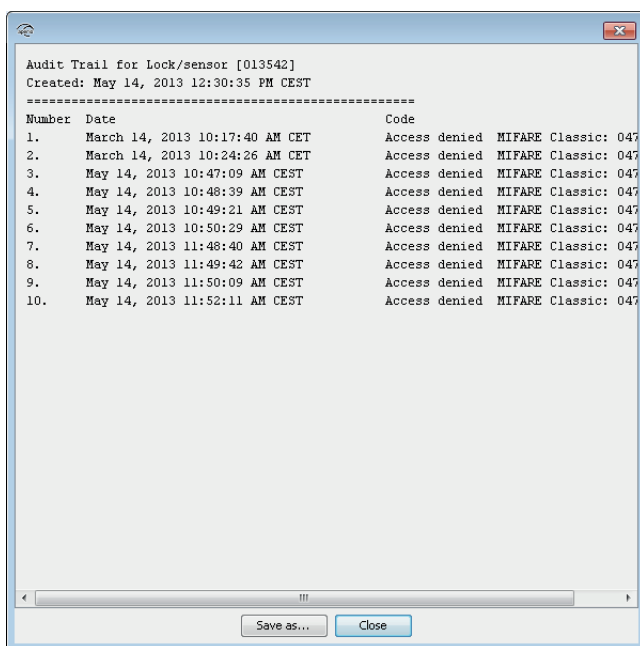 Audit Trail for Lock/sensor [013542]
Created: May 14, 2013 12:30:35 PM CEST
====================================================
Number Date Code
1. March 14, 2013 10:17:40 AM CET Access denied MIFARE Classic: 047
2. March 14, 2013 10:24:26 AM CET Access denied MIFARE Classic: 047
3. May 14, 2013 10:47:09 AM CEST Access denied MIFARE Classic: 047
4. May 14, 2013 10:48:39 AM CEST Access denied MIFARE Classic: 047
5. May 14, 2013 10:49:21 AM CEST Access denied MIFARE Classic: 047
6. May 14, 2013 10:50:29 AM CEST Access denied MIFARE Classic: 047
7. May 14, 2013 11:48:40 AM CEST Access denied MIFARE Classic: 047
8. May 14, 2013 11:49:42 AM CEST Access denied MIFARE Classic: 047
9. May 14, 2013 11:50:09 AM CEST Access denied MIFARE Classic: 047
10. May 14, 2013 11:52:11 AM CEST Access denied MIFARE Classic: 047
Save as... Close